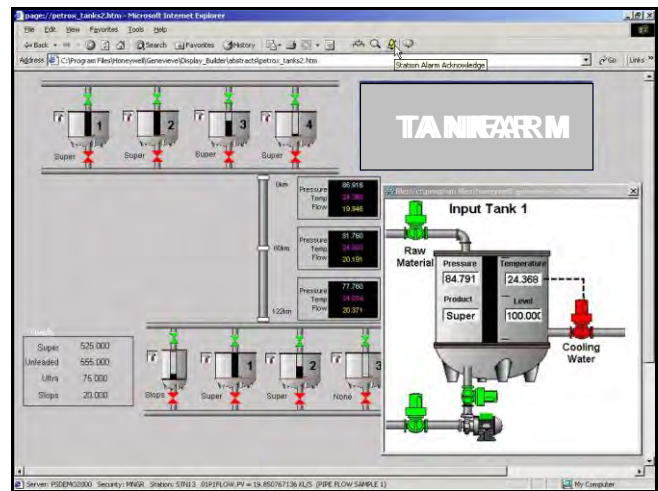 page://petrox_tanks2.htm - Microsoft Internet Explorer
File Edit View Favorites Tools Help
Back Search Favorites History
Station Alarm Acknowledge
Address C:\Program Files\Honeywell\Genevieve\Display_Builder\abstracts\petrox_tanks2.htm Go Links »
1 2 3 4
Super Super Super Super
TANKFARM
0km Pressure 86.916
Temp
Flow 19.946
60km Pressure 81.760
Temp
Flow 20.191
122km Pressure 77.760
Temp
Flow 20.371
Input Tank 1
Raw
Material
Pressure Temperature
84.791 24.368
Product Level
Super 100.00
Cooling
Water
Super 525.000
Unleaded 555.000
Ultra 75.000
Slops 20.000
1 2 3
Slops Super Super None
Server: PSDEMO2000 Security: MNGR Station: STN13 01P1FLOW.PV = 19.850767136 KL/S (PIPE FLOW SAMPLE 1) My Computer